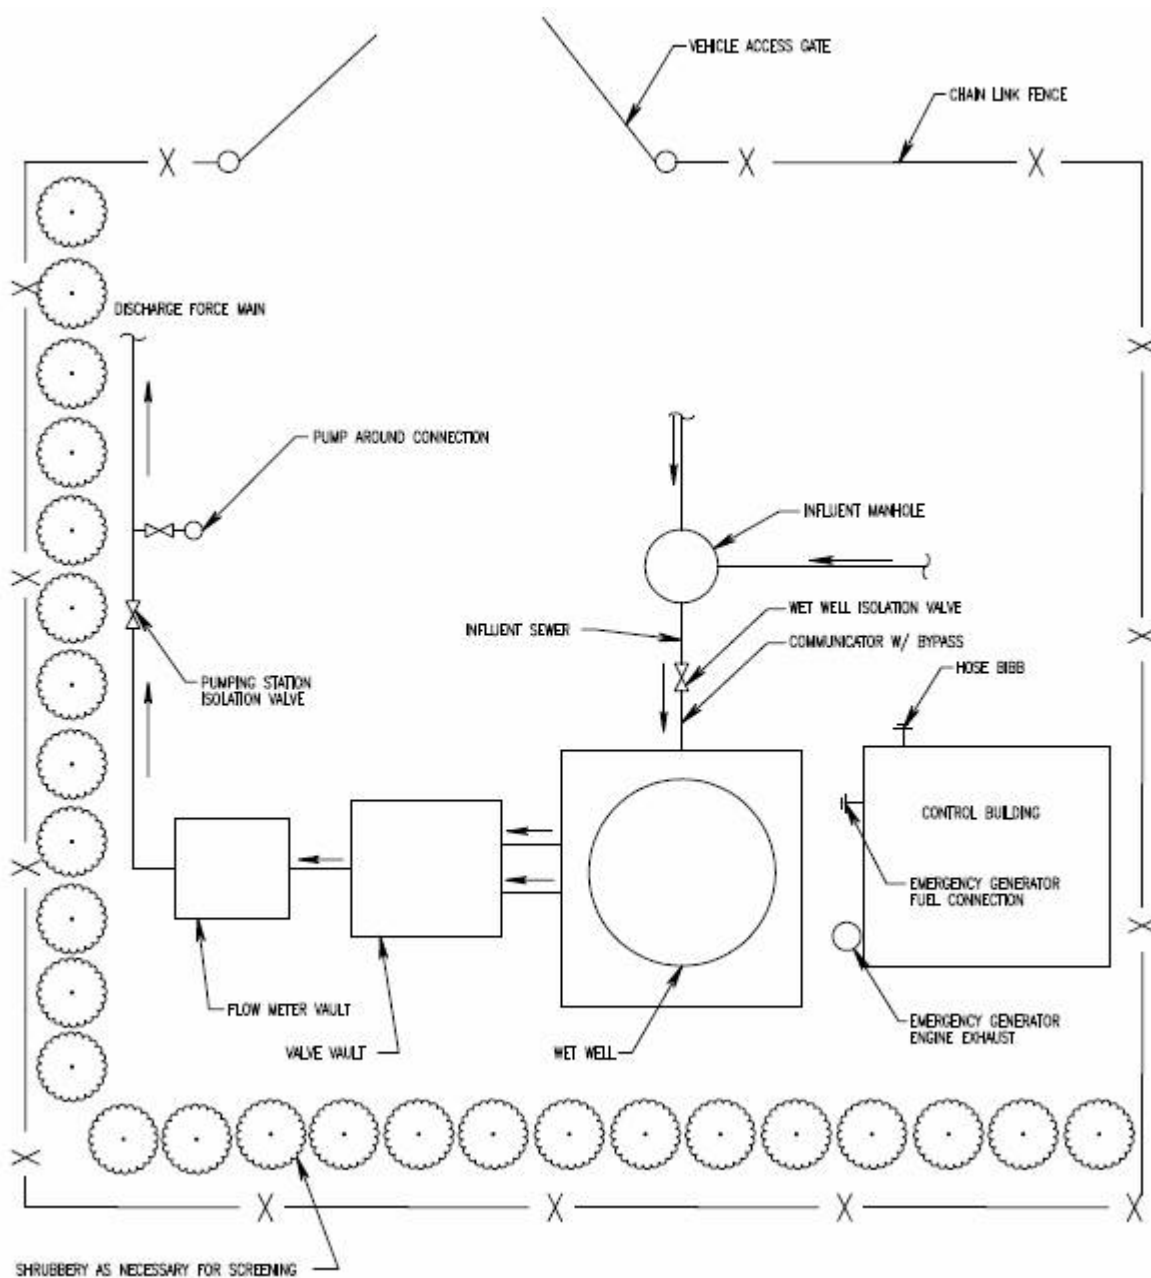 VEHICLE ACCESS GATE
CHAIN LINK FENCE
DISCHARGE FORCE MAIN
PUMP AROUND CONNECTION
INFLUENT MANHOLE
WET WELL ISOLATION VALVE
INFLUENT SEWER
COMMUNICATOR W/ BYPASS
HOSE BIBB
PUMPING STATION
ISOLATION VALVE
CONTROL BUILDING
EMERGENCY GENERATOR
FUEL CONNECTION
FLOW METER VAULT
VALVE VAULT
WET WELL
EMERGENCY GENERATOR
ENGINE EXHAUST
SHRUBBERY AS NECESSARY FOR SCREENING